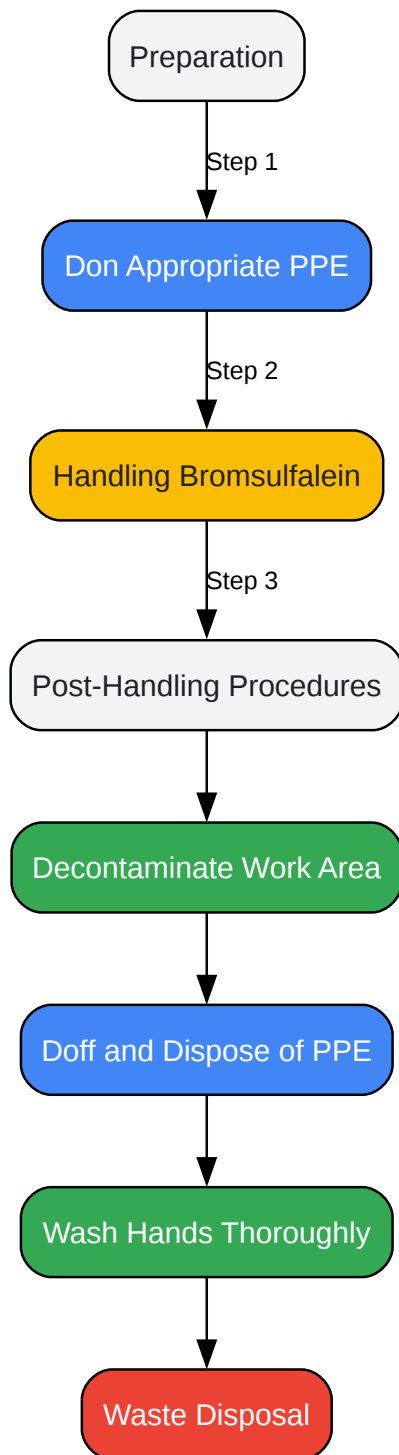 Preparation
Step 1
Don Appropriate PPE
Step 2
Handling Bromsulfalein
Step 3
Post-Handling Procedures
Decontaminate Work Area
Doff and Dispose of PPE
Wash Hands Thoroughly
Waste Disposal